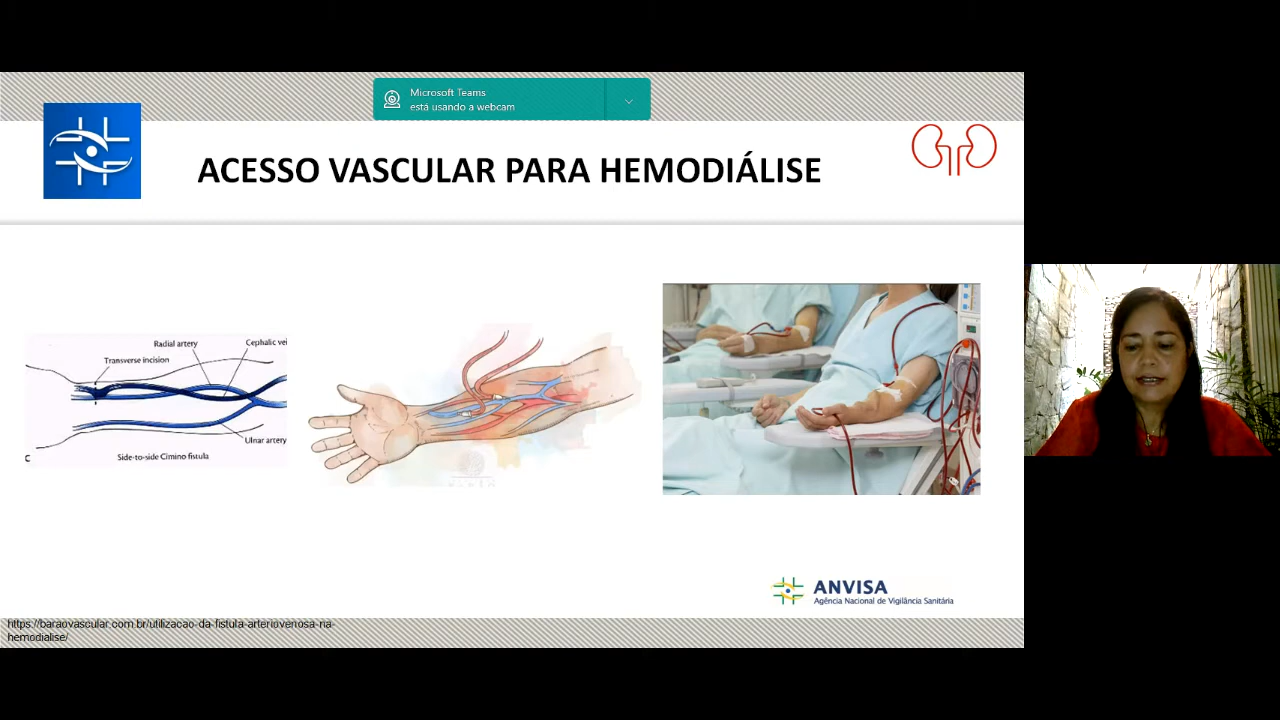 Microsoft Teams
está usando a webcam
ACESSO VASCULAR PARA HEMODIÁLISE
Radial artery
Cephalic vei
Transverse incision
Ulnar artery
C
Side-to-side Cimino fistula
ANVISA
Agência Nacional de Vigilância Sanitária
https://baraovascular.com.br/utilizacao-da-fistula-arteriovenosa-na-
hemodialise/